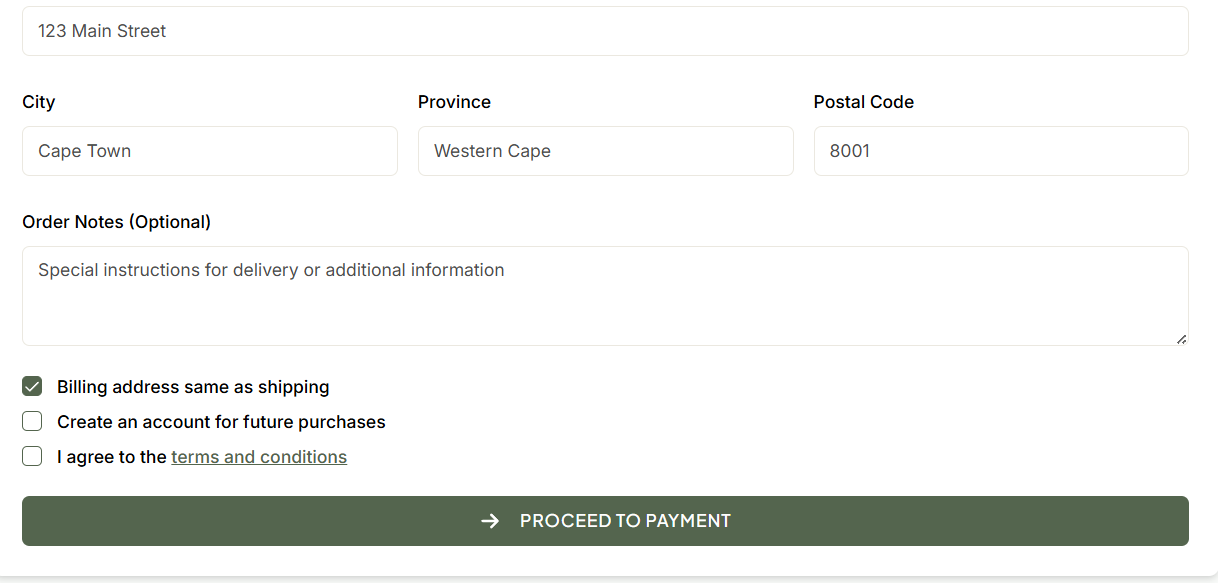 123 Main Street
City Province Postal Code
Cape Town Western Cape 8001
Order Notes (Optional)
Special instructions for delivery or additional information
Billing address same as shipping
Create an account for future purchases
I agree to the terms and conditions
PROCEED TO PAYMENT